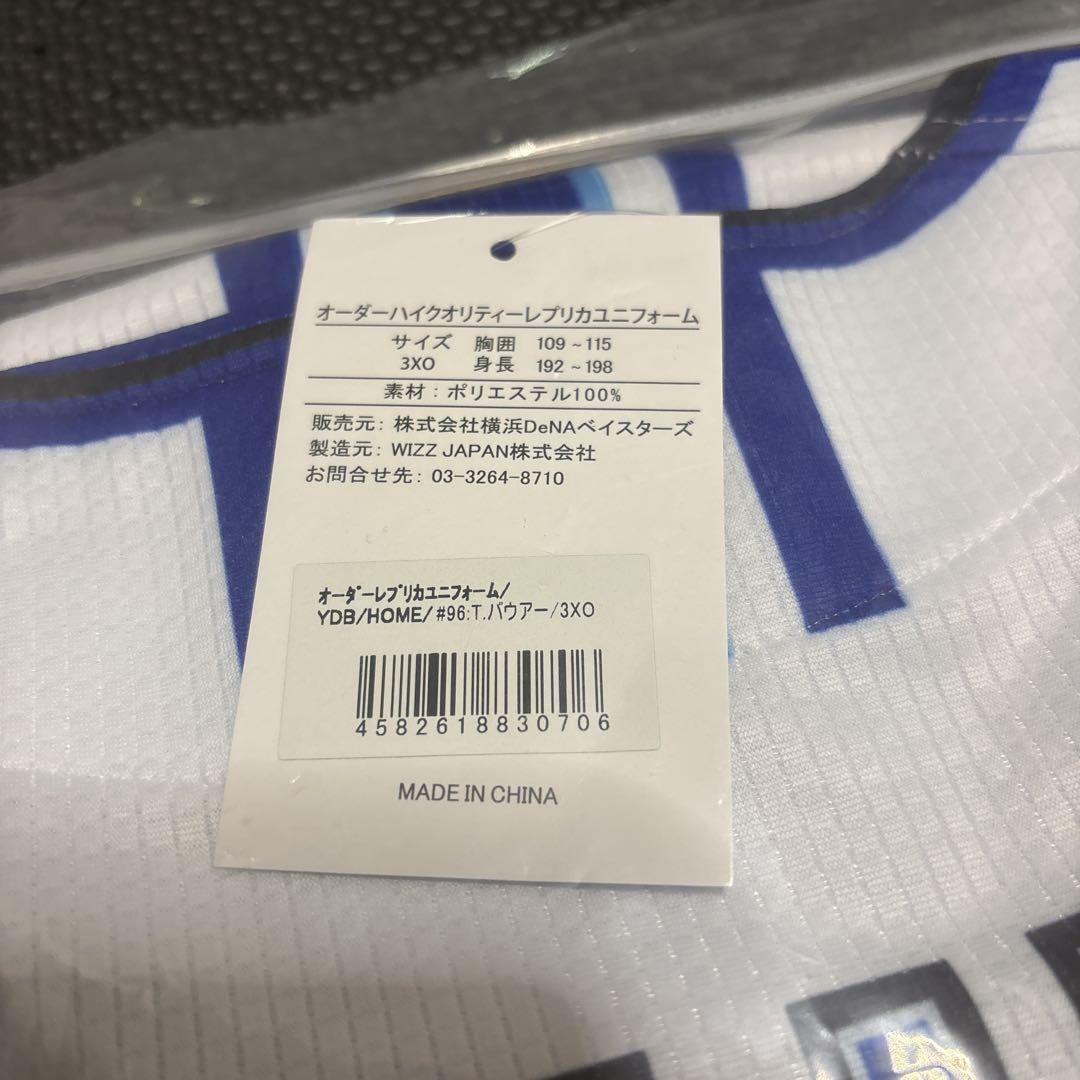 オーダーハイクオリティーレプリカユニフォーム
サイズ 胸囲 109~115
3XO 身長 192~198
素材:ポリエステル100%
販売元: 株式会社横浜DeNAベイスターズ
製造元: WIZZ JAPAN株式会社
お問合せ先: 03-3264-8710
オーダーレプリカユニフォーム/
YDB/HOME/#96:T.バウアー/3XO
4582618830706
MADE IN CHINA